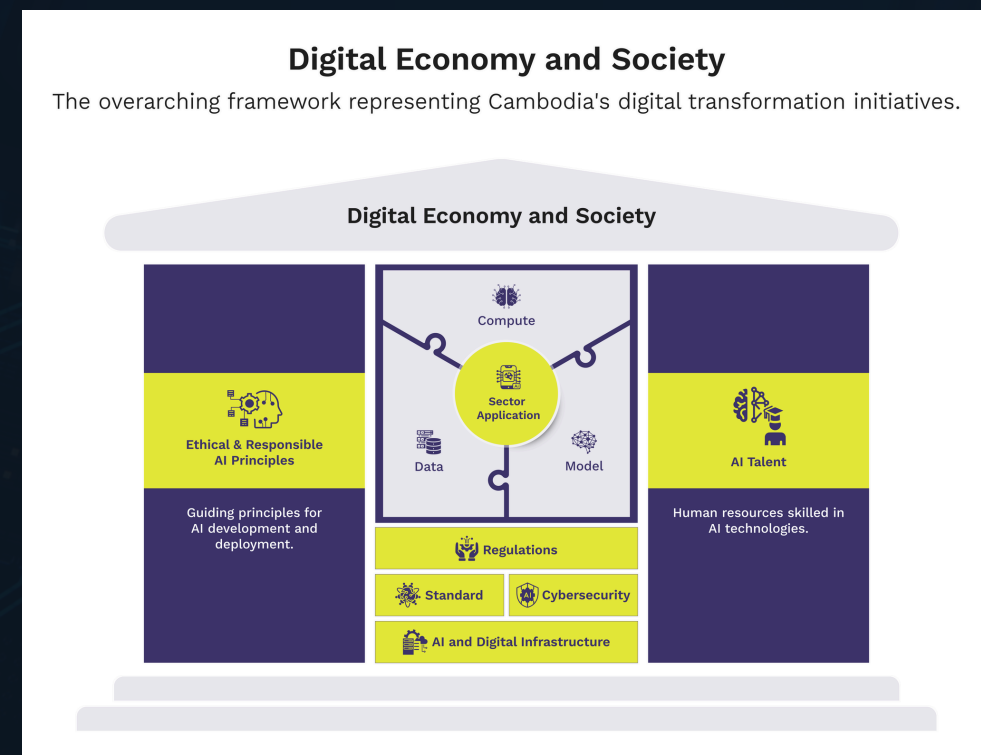 Digital Economy and Society
The overarching framework representing Cambodia's digital transformation initiatives.
Digital Economy and Society
Compute
Sector
Application
Data
Model
Ethical & Responsible
AI Principles
Guiding principles for
AI development and
deployment.
AI Talent
Human resources skilled in
AI technologies.
Regulations
Standard
AI
Cybersecurity
AI and Digital Infrastructure